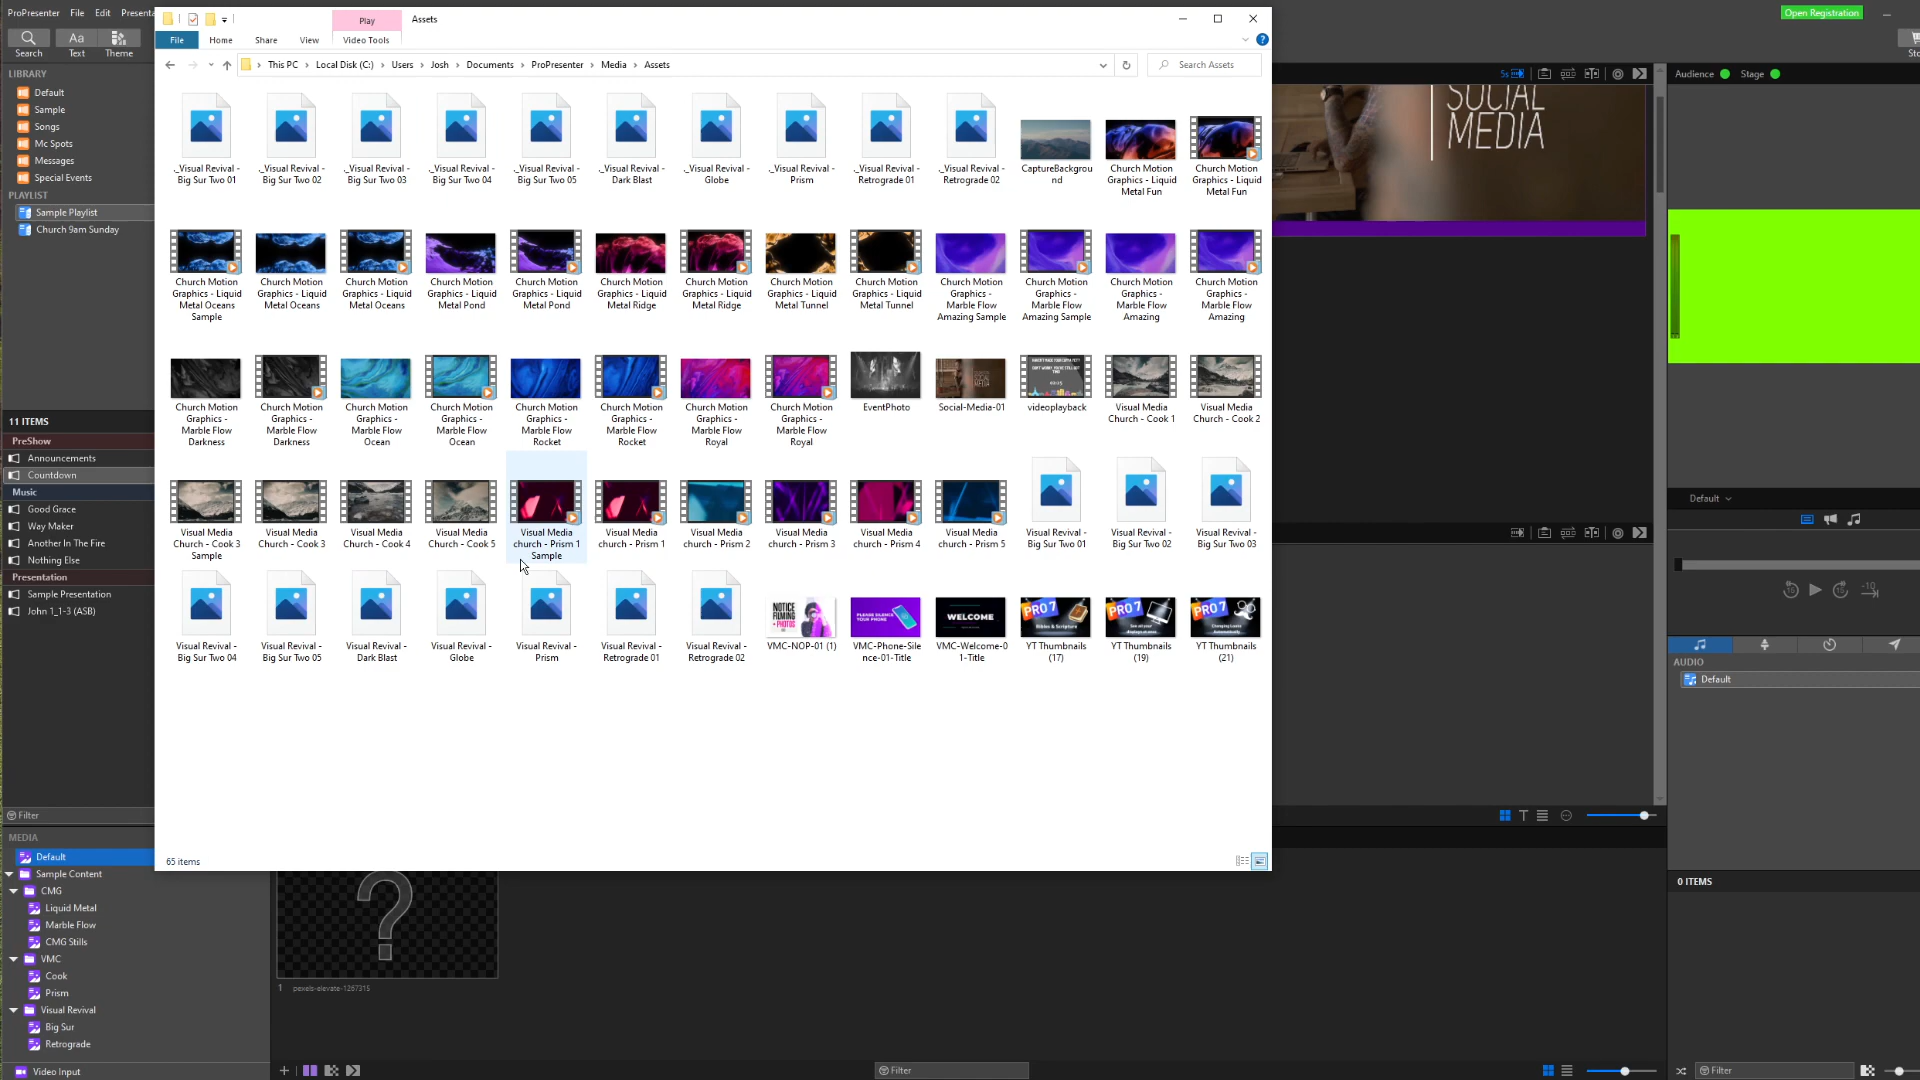 ProPresenter File Edit Presenta
Play
Assets
Open Registration
File Home Share View Video Tools
Search Text Theme
Aa
Sto
This PC › Local Disk (C:) › Users › Josh › Documents › ProPresenter › Media › Assets
Search Assets
LIBRARY
Default
Sample
Songs
Mc Spots
Messages
Special Events
PLAYLIST
Sample Playlist
Church 9am Sunday
11 ITEMS
PreShow
Announcements
Countdown
Music
Good Grace
Way Maker
Another In The Fire
Nothing Else
Presentation
Sample Presentation
John 1_1-3 (ASB)
Filter
MEDIA
Default
Sample Content
CMG
Liquid Metal
Marble Flow
CMG Stills
VMC
Cook
Prism
Visual Revival
Big Sur
Retrograde
Video Input
._Visual Revival - Big Sur Two 01
._Visual Revival - Big Sur Two 02
._Visual Revival - Big Sur Two 03
._Visual Revival - Big Sur Two 04
._Visual Revival - Big Sur Two 05
._Visual Revival - Dark Blast
._Visual Revival - Globe
._Visual Revival - Prism
._Visual Revival - Retrograde 01
._Visual Revival - Retrograde 02
CaptureBackground
Church Motion Graphics - Liquid Metal Fun
Church Motion Graphics - Liquid Metal Fun
Church Motion Graphics - Liquid Metal Oceans Sample
Church Motion Graphics - Liquid Metal Oceans
Church Motion Graphics - Liquid Metal Oceans
Church Motion Graphics - Liquid Metal Pond
Church Motion Graphics - Liquid Metal Pond
Church Motion Graphics - Liquid Metal Ridge
Church Motion Graphics - Liquid Metal Ridge
Church Motion Graphics - Liquid Metal Tunnel
Church Motion Graphics - Liquid Metal Tunnel
Church Motion Graphics - Marble Flow Amazing Sample
Church Motion Graphics - Marble Flow Amazing Sample
Church Motion Graphics - Marble Flow Amazing
Church Motion Graphics - Marble Flow Amazing
Church Motion Graphics - Marble Flow Darkness
Church Motion Graphics - Marble Flow Darkness
Church Motion Graphics - Marble Flow Ocean
Church Motion Graphics - Marble Flow Ocean
Church Motion Graphics - Marble Flow Rocket
Church Motion Graphics - Marble Flow Rocket
Church Motion Graphics - Marble Flow Royal
Church Motion Graphics - Marble Flow Royal
EventPhoto
Social-Media-01
videoplayback
Visual Media Church - Cook 1
Visual Media Church - Cook 2
Visual Media Church - Cook 3 Sample
Visual Media Church - Cook 3
Visual Media Church - Cook 4
Visual Media Church - Cook 5
Visual Media church - Prism 1 Sample
Visual Media church - Prism 1
Visual Media church - Prism 2
Visual Media church - Prism 3
Visual Media church - Prism 4
Visual Media church - Prism 5
Visual Revival - Big Sur Two 01
Visual Revival - Big Sur Two 02
Visual Revival - Big Sur Two 03
Visual Revival - Big Sur Two 04
Visual Revival - Big Sur Two 05
Visual Revival - Dark Blast
Visual Revival - Globe
Visual Revival - Prism
Visual Revival - Retrograde 01
Visual Revival - Retrograde 02
NOTICE
FILMING
+ PHOTOS
VMC-NOP-01 (1)
PLEASE SILENCE
YOUR PHONE
VMC-Phone-Silence-01-Title
WELCOME
VMC-Welcome-01-Title
PRO 7
Bibles & Scripture
YT Thumbnails (17)
PRO 7
YT Thumbnails (19)
PRO 7
YT Thumbnails (21)
65 items
?
1 pexels-elevate-1267315
Filter
5s
SOCIAL
MEDIA
Audience Stage
Default
15
15
-10
AUDIO
Default
0 ITEMS
Filter